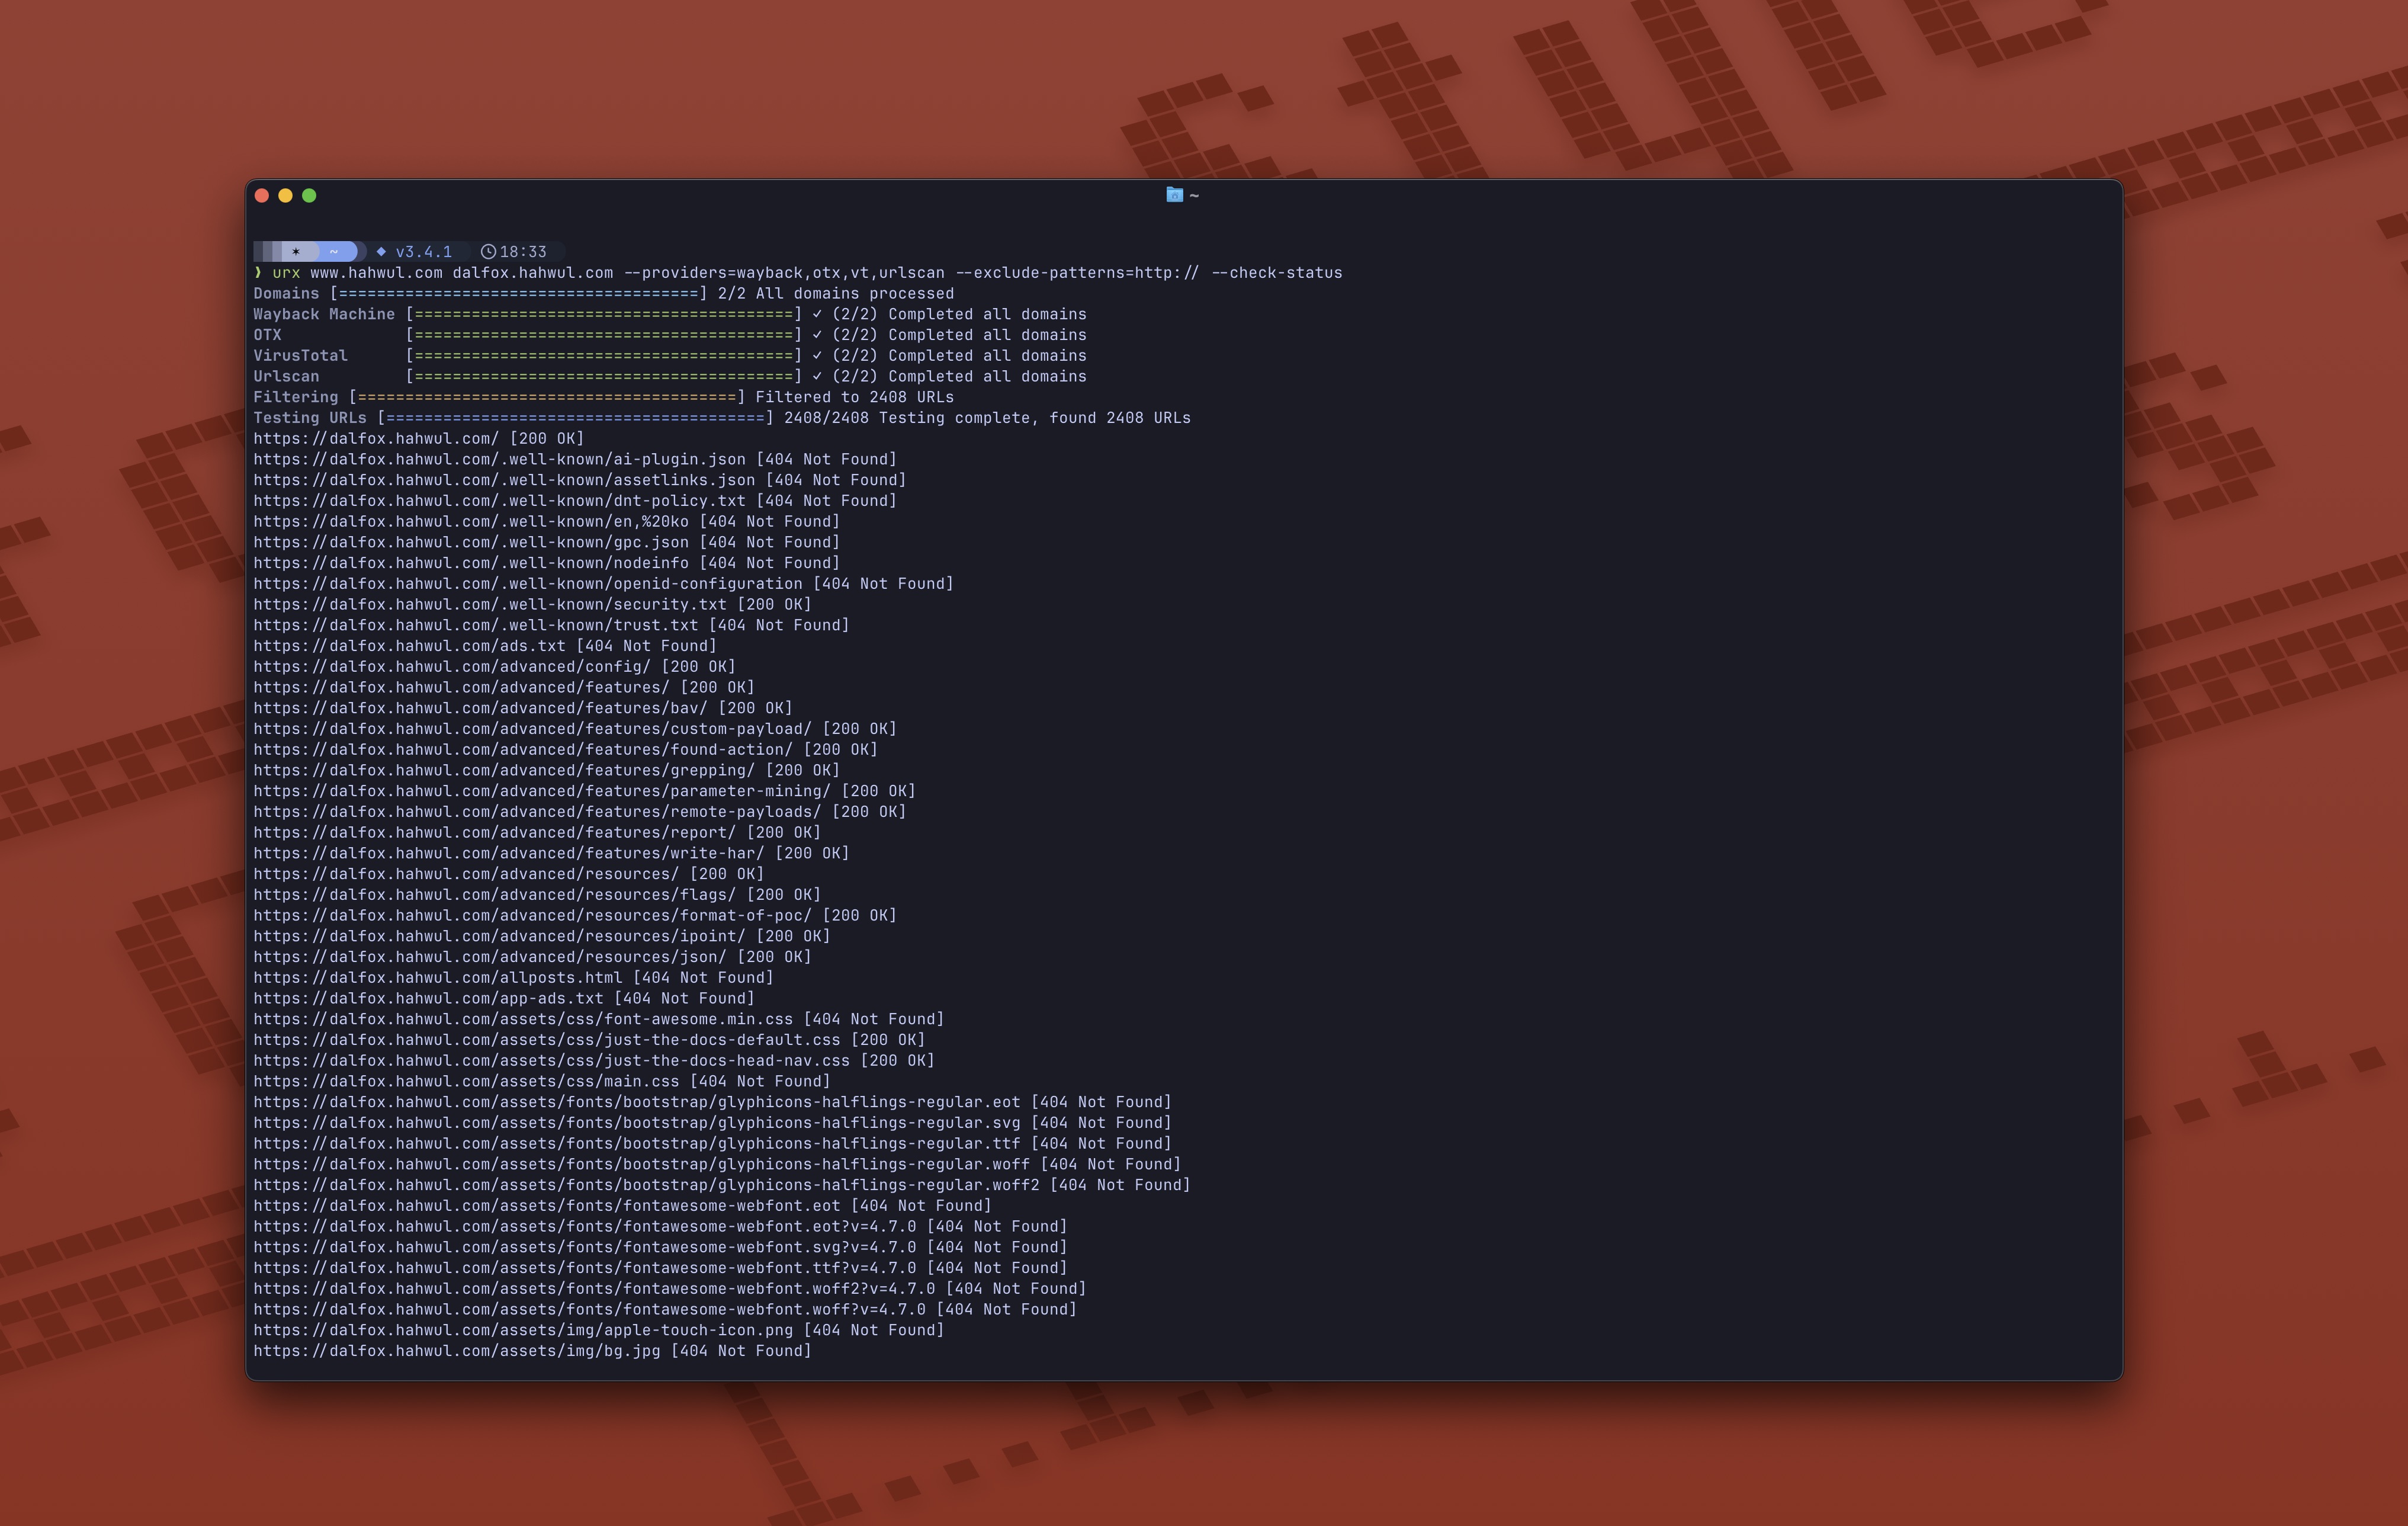 ~
✶ ~ ◆ v3.4.1 18:33
❱ urx www.hahwul.com dalfox.hahwul.com --providers=wayback,otx,vt,urlscan --exclude-patterns=http:// --check-status
Domains [======================================] 2/2 All domains processed
Wayback Machine [========================================] ✓ (2/2) Completed all domains
OTX             [========================================] ✓ (2/2) Completed all domains
VirusTotal      [========================================] ✓ (2/2) Completed all domains
Urlscan         [========================================] ✓ (2/2) Completed all domains
Filtering [========================================] Filtered to 2408 URLs
Testing URLs [========================================] 2408/2408 Testing complete, found 2408 URLs
https://dalfox.hahwul.com/ [200 OK]
https://dalfox.hahwul.com/.well-known/ai-plugin.json [404 Not Found]
https://dalfox.hahwul.com/.well-known/assetlinks.json [404 Not Found]
https://dalfox.hahwul.com/.well-known/dnt-policy.txt [404 Not Found]
https://dalfox.hahwul.com/.well-known/en,%20ko [404 Not Found]
https://dalfox.hahwul.com/.well-known/gpc.json [404 Not Found]
https://dalfox.hahwul.com/.well-known/nodeinfo [404 Not Found]
https://dalfox.hahwul.com/.well-known/openid-configuration [404 Not Found]
https://dalfox.hahwul.com/.well-known/security.txt [200 OK]
https://dalfox.hahwul.com/.well-known/trust.txt [404 Not Found]
https://dalfox.hahwul.com/ads.txt [404 Not Found]
https://dalfox.hahwul.com/advanced/config/ [200 OK]
https://dalfox.hahwul.com/advanced/features/ [200 OK]
https://dalfox.hahwul.com/advanced/features/bav/ [200 OK]
https://dalfox.hahwul.com/advanced/features/custom-payload/ [200 OK]
https://dalfox.hahwul.com/advanced/features/found-action/ [200 OK]
https://dalfox.hahwul.com/advanced/features/grepping/ [200 OK]
https://dalfox.hahwul.com/advanced/features/parameter-mining/ [200 OK]
https://dalfox.hahwul.com/advanced/features/remote-payloads/ [200 OK]
https://dalfox.hahwul.com/advanced/features/report/ [200 OK]
https://dalfox.hahwul.com/advanced/features/write-har/ [200 OK]
https://dalfox.hahwul.com/advanced/resources/ [200 OK]
https://dalfox.hahwul.com/advanced/resources/flags/ [200 OK]
https://dalfox.hahwul.com/advanced/resources/format-of-poc/ [200 OK]
https://dalfox.hahwul.com/advanced/resources/ipoint/ [200 OK]
https://dalfox.hahwul.com/advanced/resources/json/ [200 OK]
https://dalfox.hahwul.com/allposts.html [404 Not Found]
https://dalfox.hahwul.com/app-ads.txt [404 Not Found]
https://dalfox.hahwul.com/assets/css/font-awesome.min.css [404 Not Found]
https://dalfox.hahwul.com/assets/css/just-the-docs-default.css [200 OK]
https://dalfox.hahwul.com/assets/css/just-the-docs-head-nav.css [200 OK]
https://dalfox.hahwul.com/assets/css/main.css [404 Not Found]
https://dalfox.hahwul.com/assets/fonts/bootstrap/glyphicons-halflings-regular.eot [404 Not Found]
https://dalfox.hahwul.com/assets/fonts/bootstrap/glyphicons-halflings-regular.svg [404 Not Found]
https://dalfox.hahwul.com/assets/fonts/bootstrap/glyphicons-halflings-regular.ttf [404 Not Found]
https://dalfox.hahwul.com/assets/fonts/bootstrap/glyphicons-halflings-regular.woff [404 Not Found]
https://dalfox.hahwul.com/assets/fonts/bootstrap/glyphicons-halflings-regular.woff2 [404 Not Found]
https://dalfox.hahwul.com/assets/fonts/fontawesome-webfont.eot [404 Not Found]
https://dalfox.hahwul.com/assets/fonts/fontawesome-webfont.eot?v=4.7.0 [404 Not Found]
https://dalfox.hahwul.com/assets/fonts/fontawesome-webfont.svg?v=4.7.0 [404 Not Found]
https://dalfox.hahwul.com/assets/fonts/fontawesome-webfont.ttf?v=4.7.0 [404 Not Found]
https://dalfox.hahwul.com/assets/fonts/fontawesome-webfont.woff2?v=4.7.0 [404 Not Found]
https://dalfox.hahwul.com/assets/fonts/fontawesome-webfont.woff?v=4.7.0 [404 Not Found]
https://dalfox.hahwul.com/assets/img/apple-touch-icon.png [404 Not Found]
https://dalfox.hahwul.com/assets/img/bg.jpg [404 Not Found]